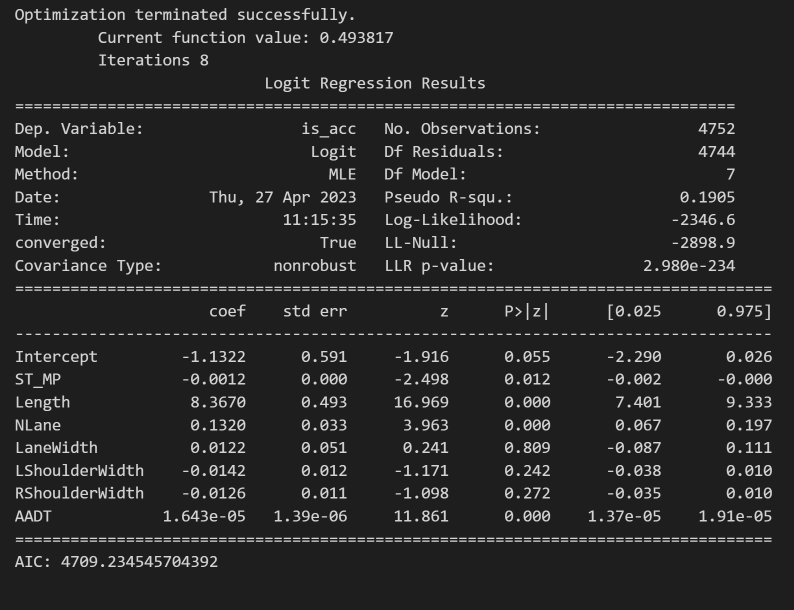 Optimization terminated successfully.
         Current function value: 0.493817
         Iterations 8
                           Logit Regression Results
==============================================================================
Dep. Variable:                 is_acc   No. Observations:                 4752
Model:                          Logit   Df Residuals:                     4744
Method:                           MLE   Df Model:                            7
Date:                Thu, 27 Apr 2023   Pseudo R-squ.:                  0.1905
Time:                        11:15:35   Log-Likelihood:                -2346.6
converged:                       True   LL-Null:                       -2898.9
Covariance Type:            nonrobust   LLR p-value:                2.980e-234
==================================================================================
                     coef    std err          z      P>|z|      [0.025      0.975]
----------------------------------------------------------------------------------
Intercept         -1.1322      0.591     -1.916      0.055      -2.290       0.026
ST_MP             -0.0012      0.000     -2.498      0.012      -0.002      -0.000
Length             8.3670      0.493     16.969      0.000       7.401       9.333
NLane              0.1320      0.033      3.963      0.000       0.067       0.197
LaneWidth          0.0122      0.051      0.241      0.809      -0.087       0.111
LShoulderWidth    -0.0142      0.012     -1.171      0.242      -0.038       0.010
RShoulderWidth    -0.0126      0.011     -1.098      0.272      -0.035       0.010
AADT            1.643e-05   1.39e-06     11.861      0.000    1.37e-05    1.91e-05
==================================================================================
AIC: 4709.234545704392